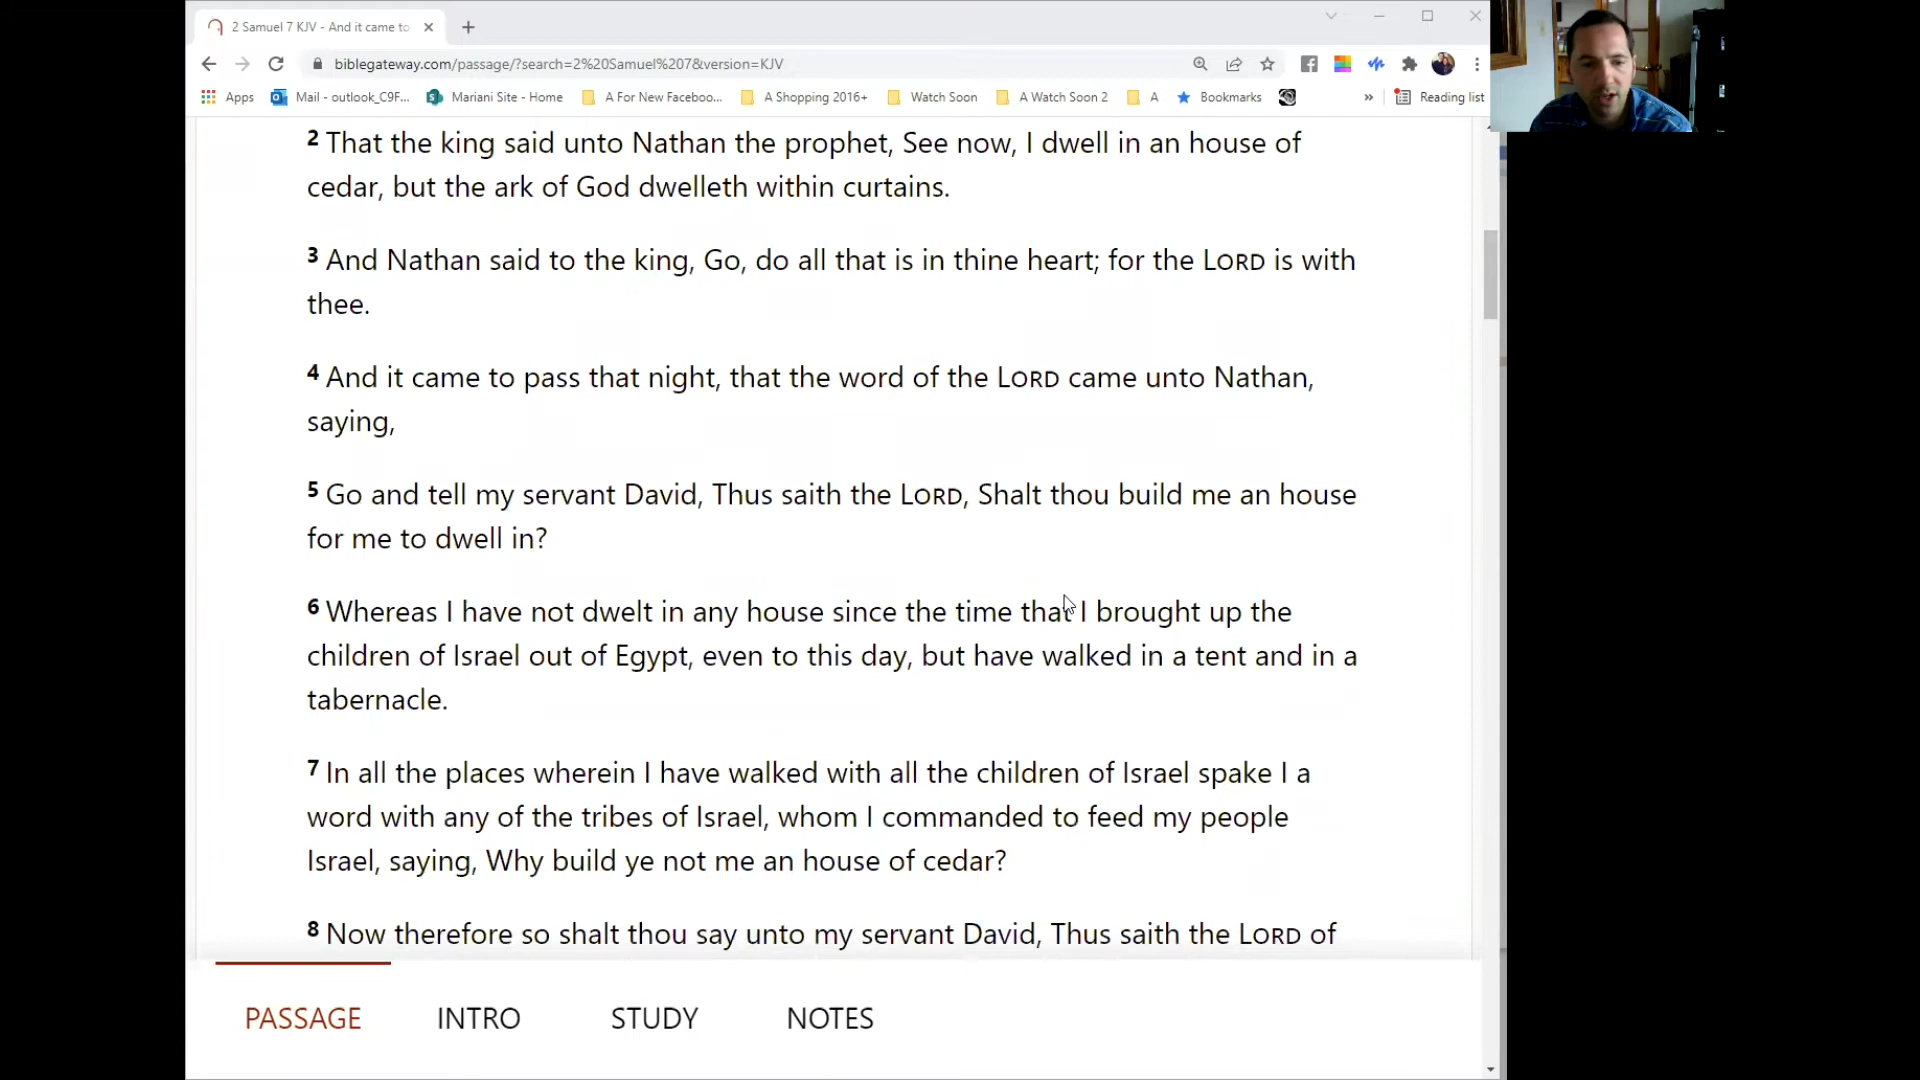 2 Samuel 7 KJV - And it came to
biblegateway.com/passage/?search=2%20Samuel%207&version=KJV
Apps Mail - outlook_C9F... Mariani Site - Home A For New Faceboo... A Shopping 2016+ Watch Soon A Watch Soon 2 A Bookmarks » Reading list
2 That the king said unto Nathan the prophet, See now, I dwell in an house of
cedar, but the ark of God dwelleth within curtains.
3 And Nathan said to the king, Go, do all that is in thine heart; for the LORD is with
thee.
4 And it came to pass that night, that the word of the LORD came unto Nathan,
saying,
5 Go and tell my servant David, Thus saith the LORD, Shalt thou build me an house
for me to dwell in?
6 Whereas I have not dwelt in any house since the time that I brought up the
children of Israel out of Egypt, even to this day, but have walked in a tent and in a
tabernacle.
7 In all the places wherein I have walked with all the children of Israel spake I a
word with any of the tribes of Israel, whom I commanded to feed my people
Israel, saying, Why build ye not me an house of cedar?
8 Now therefore so shalt thou say unto my servant David, Thus saith the LORD of
PASSAGE INTRO STUDY NOTES